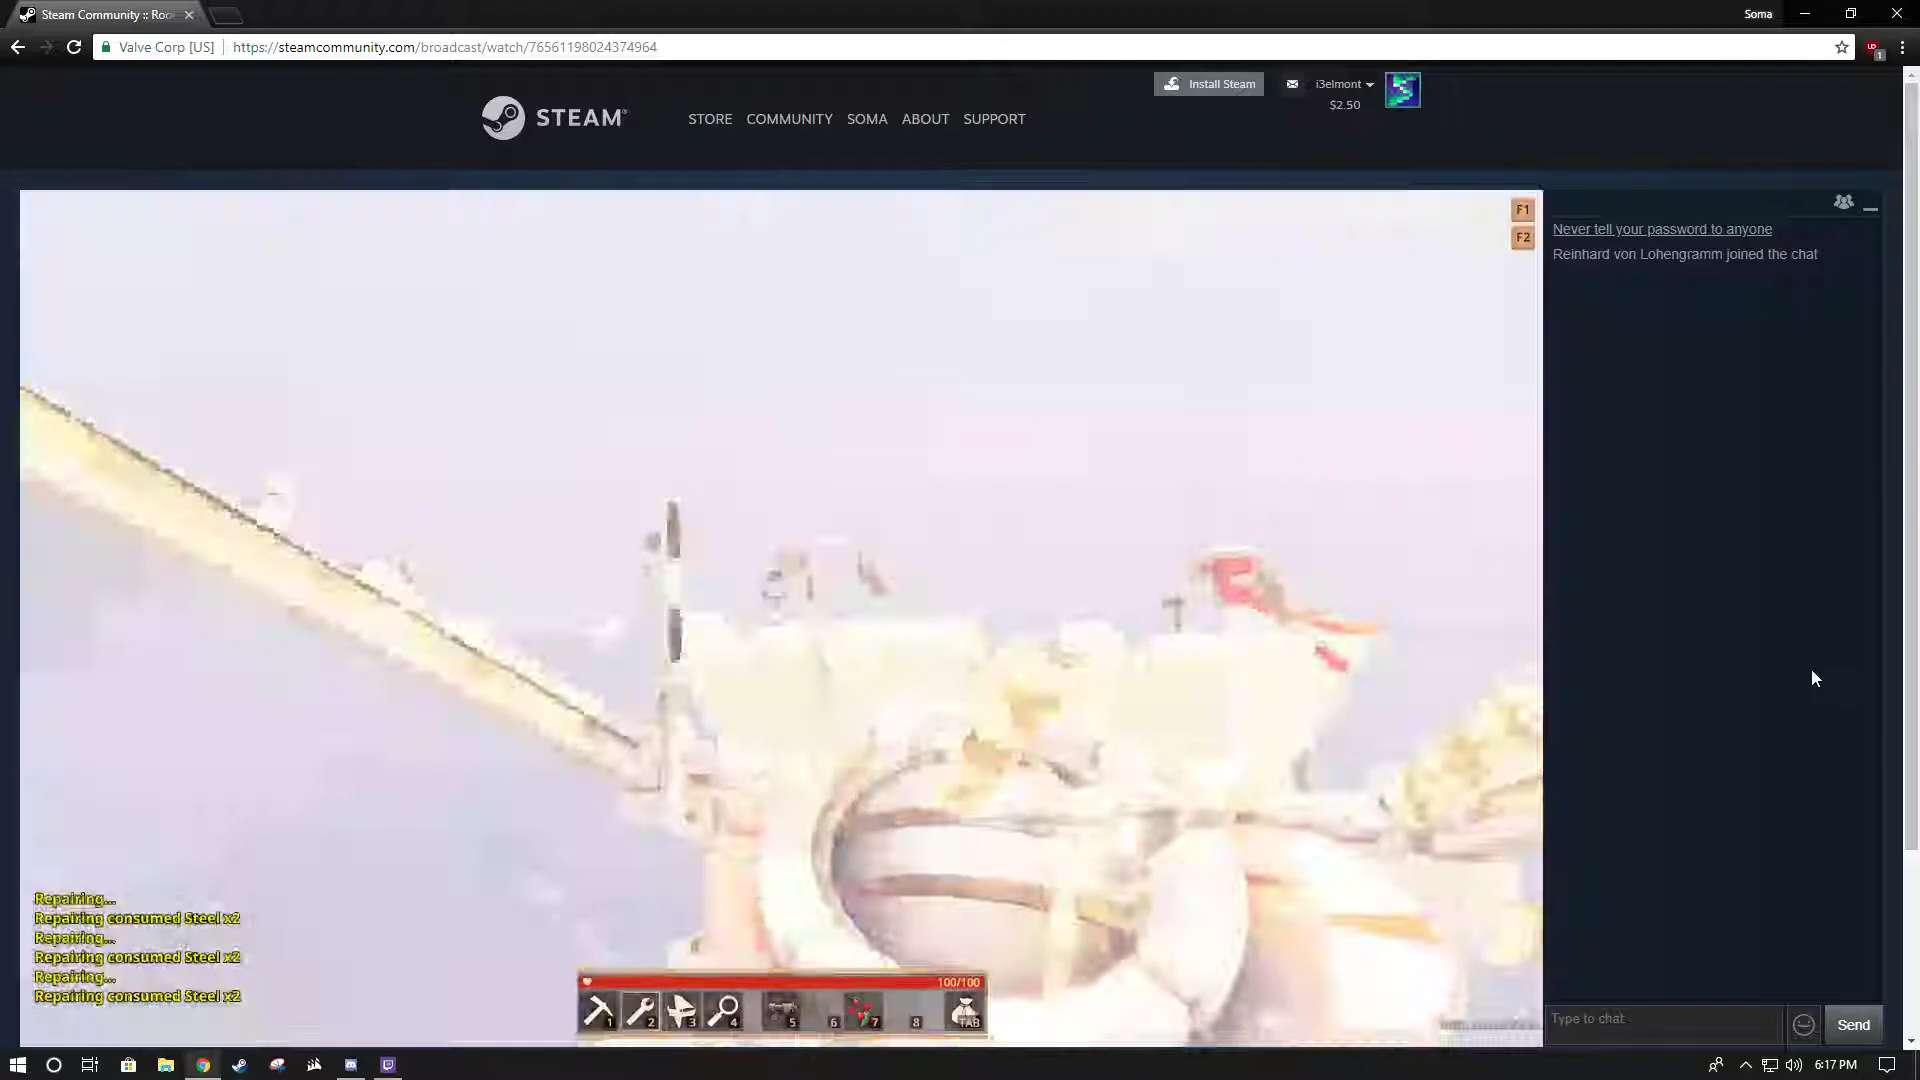 Steam Community :: Roo
Soma
Valve Corp [US]
https://steamcommunity.com/broadcast/watch/76561198024374964
UD
1
Install Steam
i3elmont
$2.50
STEAM
STORE
COMMUNITY
SOMA
ABOUT
SUPPORT
F1
F2
Never tell your password to anyone
Reinhard von Lohengramm joined the chat
Repairing...
Repairing consumed Steel x2
Repairing...
Repairing consumed Steel x2
Repairing...
Repairing consumed Steel x2
100/100
1
2
3
4
5
6
7
8
TAB
Type to chat
Send
6:17 PM